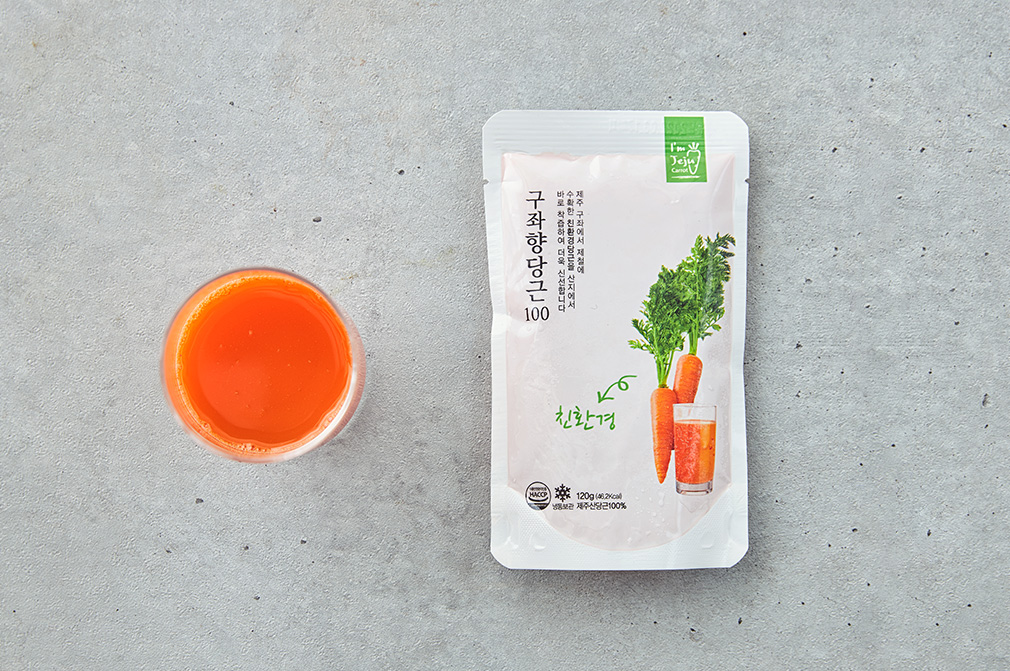 I'm
Jeju
Carrot
구좌향당근
100
제주 구좌에서 제철에
수확한 친환경당근을 산지에서
바로 착즙하여 더욱 신선합니다
친환경
HACCP
냉동보관
120g (46.2Kcal)
제주산당근100%